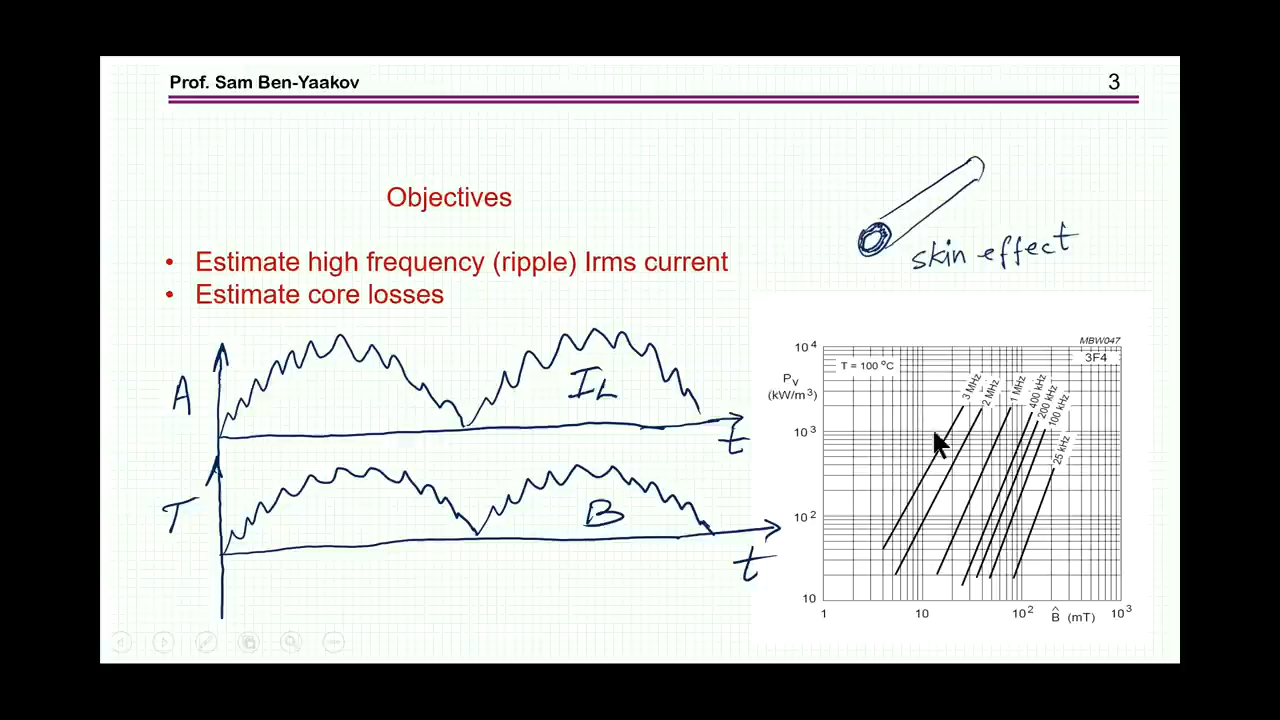 Prof. Sam Ben-Yaakov
3
Objectives
• Estimate high frequency (ripple) Irms current
• Estimate core losses
skin effect
A
IL
t
T
B
t
MBW047
3F4
T = 100 °C
Pv
(kW/m³)
10⁴
10³
10²
10
3 MHz
2 MHz
1 MHz
400 kHz
200 kHz
100 kHz
25 kHz
1
10
10²
B̂ (mT)
10³